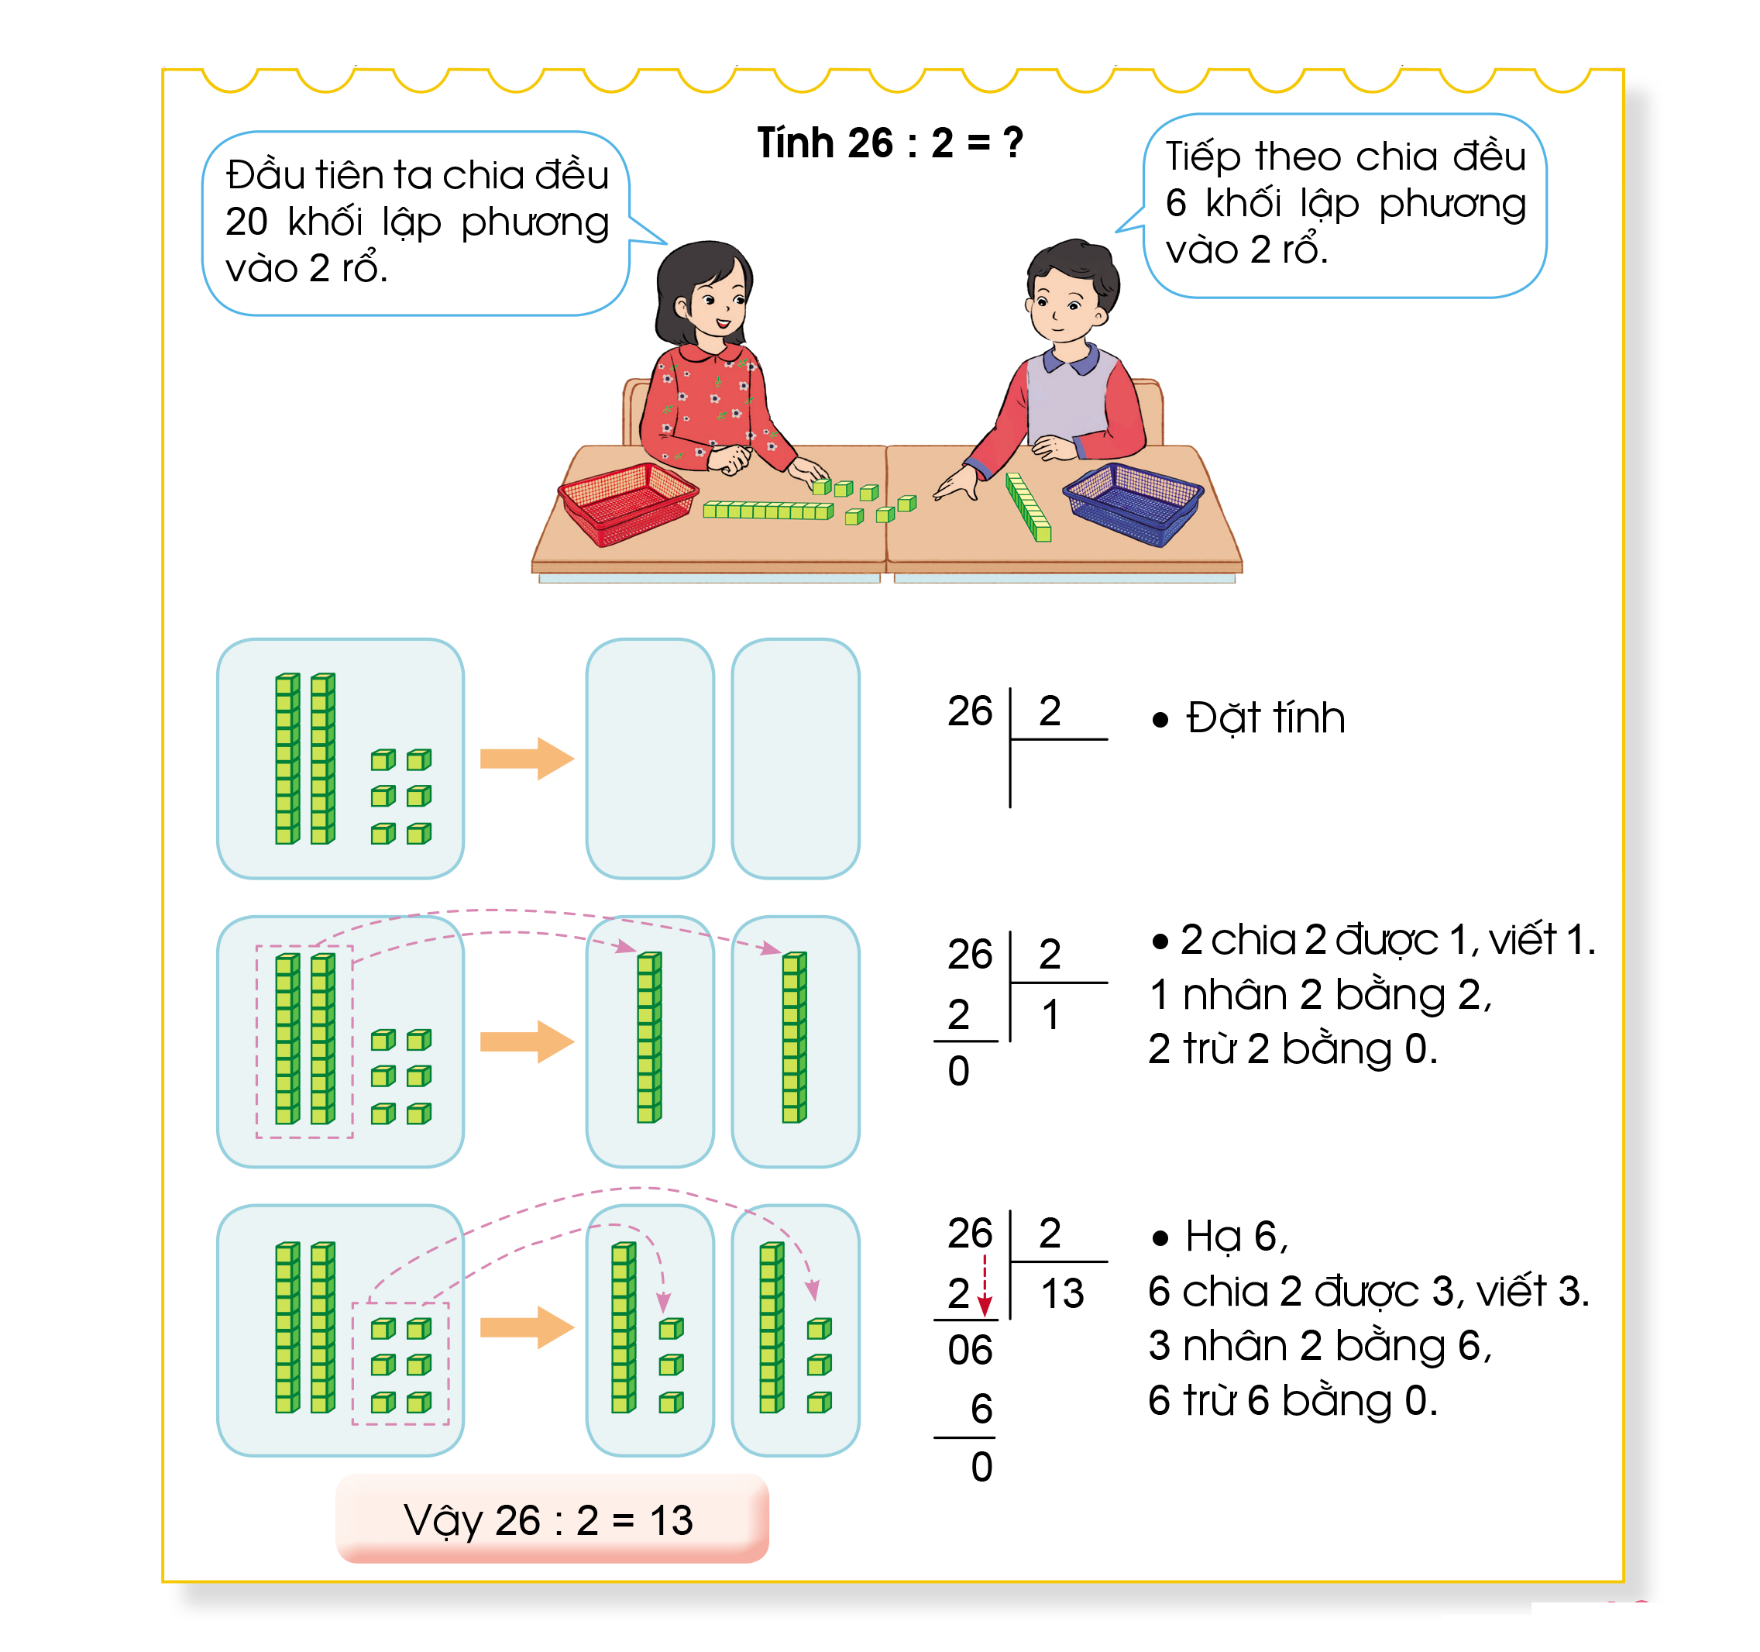 Tính 26 : 2 = ?
Đầu tiên ta chia đều
20 khối lập phương
vào 2 rổ.
Tiếp theo chia đều
6 khối lập phương
vào 2 rổ.
26 2
• Đặt tính
26 2
2 1
0
• 2 chia 2 được 1, viết 1.
1 nhân 2 bằng 2,
2 trừ 2 bằng 0.
26 2
2 13
06
6
0
• Hạ 6,
6 chia 2 được 3, viết 3.
3 nhân 2 bằng 6,
6 trừ 6 bằng 0.
Vậy 26 : 2 = 13